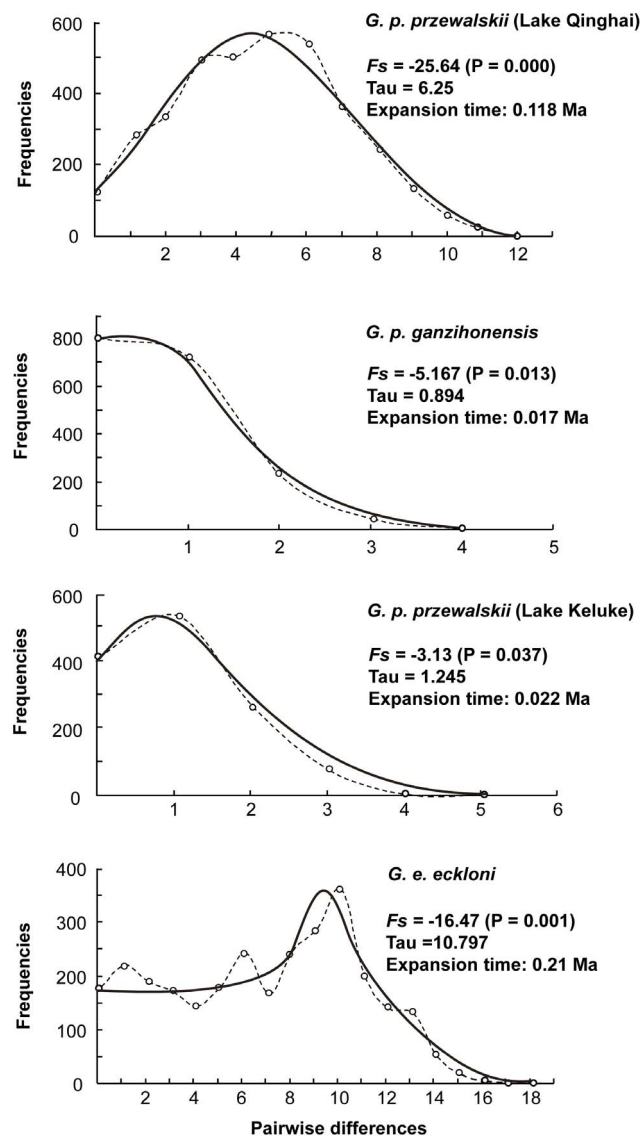 G. p. przewalskii (Lake Qinghai)
Fs = -25.64 (P = 0.000)
Tau = 6.25
Expansion time: 0.118 Ma
Frequencies
600
400
200
0
2 4 6 8 10 12
G. p. ganzihonensis
Fs = -5.167 (P = 0.013)
Tau = 0.894
Expansion time: 0.017 Ma
Frequencies
800
600
400
200
0
1 2 3 4 5
G. p. przewalskii (Lake Keluke)
Fs = -3.13 (P = 0.037)
Tau = 1.245
Expansion time: 0.022 Ma
Frequencies
600
400
200
0
1 2 3 4 5 6
G. e. eckloni
Fs = -16.47 (P = 0.001)
Tau =10.797
Expansion time: 0.21 Ma
Frequencies
400
300
200
100
0
2 4 6 8 10 12 14 16 18
Pairwise differences